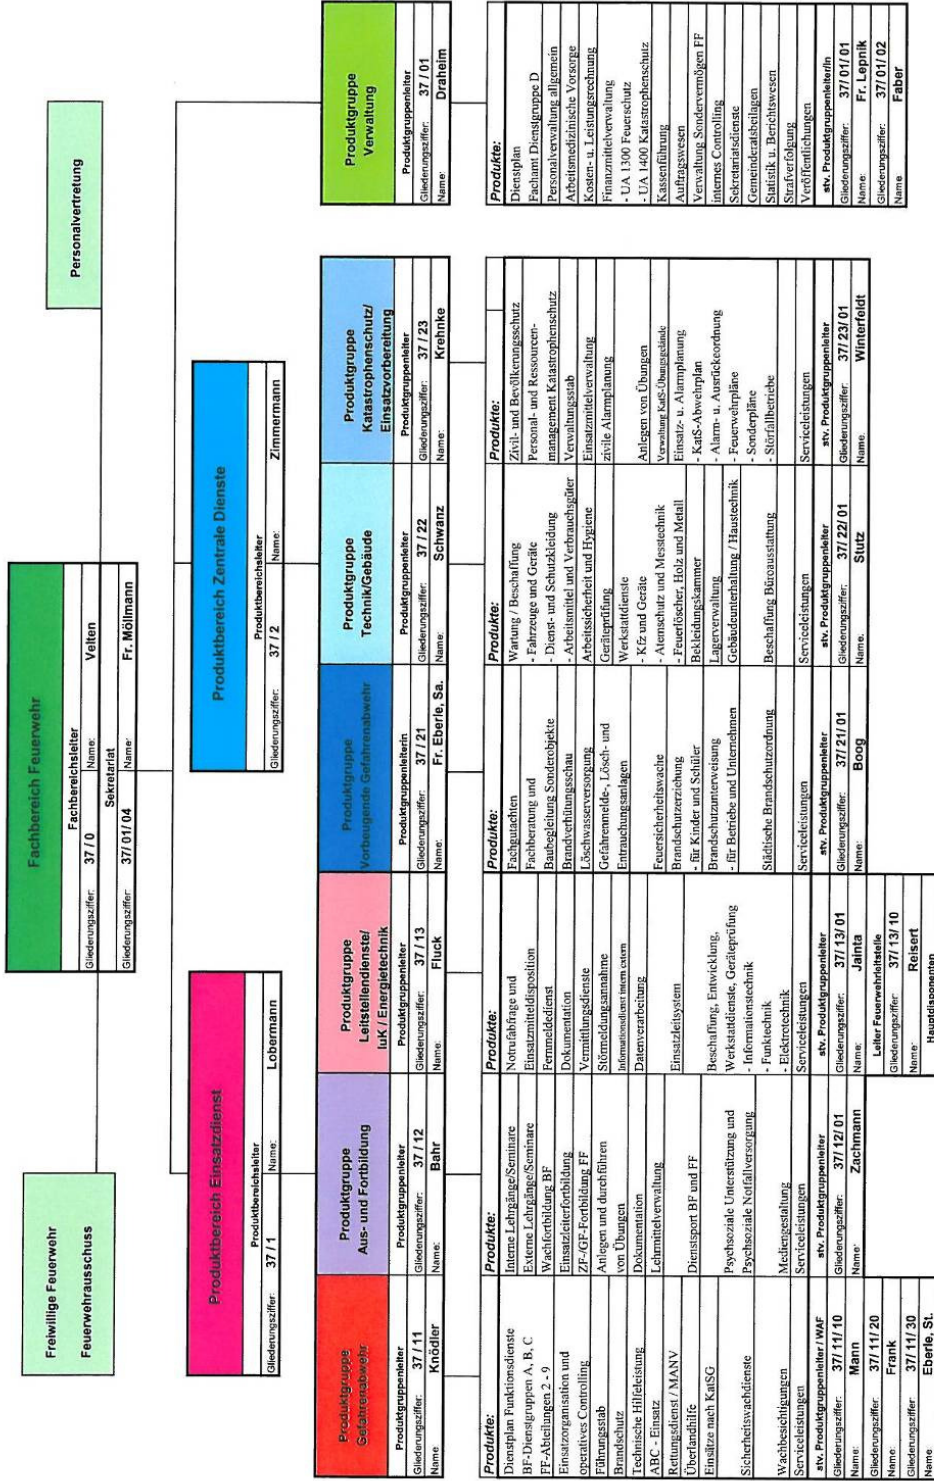 Freiwillige Feuerwehr
Feuerwehrausschuss
Fachbereich Feuerwehr
Fachbereichsleiter
Gliederungsziffer: 37 / 0 Name: Velten
Sekretariat
Gliederungsziffer: 37/ 01/ 04 Name: Fr. Möllmann
Personalvertretung
Produktbereich Einsatzdienst
Produktbereichsleiter
Gliederungsziffer: 37 / 1 Name: Lobermann
Produktbereich Zentrale Dienste
Produktbereichsleiter
Gliederungsziffer: 37 / 2 Name: Zimmermann
Produktgruppe
Gefahrenabwehr
Produktgruppenleiter
Gliederungsziffer: 37 / 11
Name: Knödler
Produkte:
Dienstplan Funktionsdienste
BF-Dienstgruppen A, B, C
FF-Abteilungen 2 - 9
Einsatzorganisation und
operatives Controlling
Führungsstab
Brandschutz
Technische Hilfeleistung
ABC - Einsatz
Rettungsdienst / MANV
Überlandhilfe
Einsätze nach KatSG
Sicherheitswachdienste
Wachbesichtigungen
Serviceleistungen
stv. Produktgruppenleiter / WAF
Gliederungsziffer: 37/ 11/ 10
Name: Mann
Gliederungsziffer: 37/ 11/ 20
Name: Frank
Gliederungsziffer: 37/ 11/ 30
Name: Eberle, St.
Produktgruppe
Aus- und Fortbildung
Produktgruppenleiter
Gliederungsziffer: 37 / 12
Name: Bahr
Produkte:
Interne Lehrgänge/Seminare
Externe Lehrgänge/Seminare
Wachfortbildung BF
Einsatzleiterfortbildung
ZF-/GF-Fortbildung FF
Anlegen und durchführen
von Übungen
Dokumentation
Lehrmittelverwaltung
Dienstsport BF und FF
Psychsoziale Unterstützung und
Psychsoziale Notfallversorgung
Mediengestaltung
Serviceleistungen
stv. Produktgruppenleiter
Gliederungsziffer: 37/ 12/ 01
Name: Zachmann
Produktgruppe
Leitstellendienste/
IuK / Energietechnik
Produktgruppenleiter
Gliederungsziffer: 37 / 13
Name: Fluck
Produkte:
Notrufabfrage und
Einsatzmitteldisposition
Fernmeldedienst
Dokumentation
Vermittlungsdienste
Störmeldungsannahme
Informationsdienst intern extern
Datenverarbeitung
Einsatzleitsystem
Beschaffung, Entwicklung,
Werkstattdienste, Geräteprüfung
- Informationstechnik
- Funktechnik
- Elektrotechnik
Serviceleistungen
stv. Produktgruppenleiter
Gliederungsziffer: 37/ 13/ 01
Name: Jainta
Leiter Feuerwehrleitstelle
Gliederungsziffer: 37/ 13/ 10
Name: Reisert
Hauptdisponenten
Produktgruppe
Vorbeugende Gefahrenabwehr
Produktgruppenleiterin
Gliederungsziffer: 37 / 21
Name: Fr. Eberle, Sa.
Produkte:
Fachgutachten
Fachberatung und
Baubegleitung Sonderobjekte
Brandverhütungsschau
Löschwasserversorgung
Gefahrenmelde-, Lösch- und
Entrauchungsanlagen
Feuersicherheitswache
Brandschutzerziehung
- für Kinder und Schüler
Brandschutzunterweisung
- für Betriebe und Unternehmen
Städtische Brandschutzordnung
Serviceleistungen
stv. Produktgruppenleiter
Gliederungsziffer: 37/ 21/ 01
Name: Boog
Produktgruppe
Technik/Gebäude
Produktgruppenleiter
Gliederungsziffer: 37 / 22
Name: Schwanz
Produkte:
Wartung / Beschaffung
- Fahrzeuge und Geräte
- Dienst- und Schutzkleidung
- Arbeitsmittel und Verbrauchsgüter
Arbeitssicherheit und Hygiene
Geräteprüfung
Werkstattdienste
- Kfz und Geräte
- Atemschutz und Messtechnik
- Feuerlöscher, Holz und Metall
Bekleidungskammer
Lagerverwaltung
Gebäudeunterhaltung / Haustechnik
Beschaffung Büroausstattung
Serviceleistungen
stv. Produktgruppenleiter
Gliederungsziffer: 37/ 22/ 01
Name: Stutz
Produktgruppe
Katastrophenschutz/
Einsatzvorbereitung
Produktgruppenleiter
Gliederungsziffer: 37 / 23
Name: Krehnke
Produkte:
Zivil- und Bevölkerungsschutz
Personal- und Ressourcen-
management Katastrophenschutz
Verwaltungsstab
Einsatzmittelverwaltung
zivile Alarmplanung
Anlegen von Übungen
Verwaltung KatS-Übungsgelände
Einsatz- u. Alarmplanung
- KatS-Abwehrplan
- Alarm- u. Ausrückeordnung
- Feuerwehrpläne
- Sonderpläne
- Störfallbetriebe
Serviceleistungen
stv. Produktgruppenleiter
Gliederungsziffer: 37/ 23/ 01
Name: Winterfeldt
Produktgruppe
Verwaltung
Produktgruppenleiter
Gliederungsziffer: 37 / 01
Name: Draheim
Produkte:
Dienstplan
Fachamt Dienstgruppe D
Personalverwaltung allgemein
Arbeitsmedizinische Vorsorge
Kosten- u. Leistungsrechnung
Finanzmittelverwaltung
- UA 1300 Feuerschutz
- UA 1400 Katastrophenschutz
Kassenführung
Auftragswesen
Verwaltung Sondervermögen FF
internes Controlling
Sekretariatsdienste
Gemeinderatsbeilagen
Statistik u. Berichtswesen
Strafverfolgung
Veröffentlichungen
stv. Produktgruppenleiter/in
Gliederungsziffer: 37/ 01/ 01
Name: Fr. Lepnik
Gliederungsziffer: 37/ 01/ 02
Name Faber